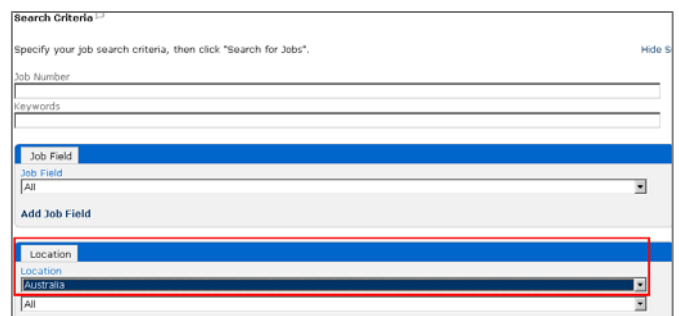 Search Criteria
Specify your job search criteria, then click "Search for Jobs".
Hide S
Job Number
Keywords
Job Field
Job Field
All
Add Job Field
Location
Location
Australia
All